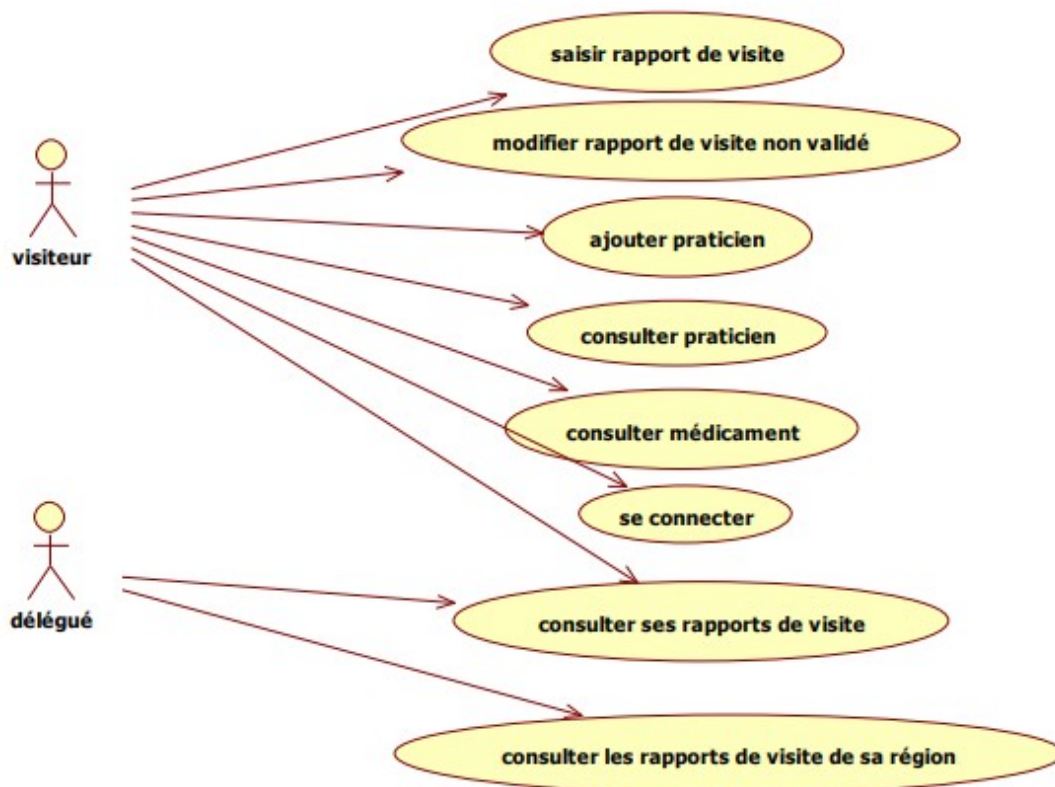 saisir rapport de visite
modifier rapport de visite non validé
visiteur
ajouter praticien
consulter praticien
consulter médicament
se connecter
délégué
consulter ses rapports de visite
consulter les rapports de visite de sa région